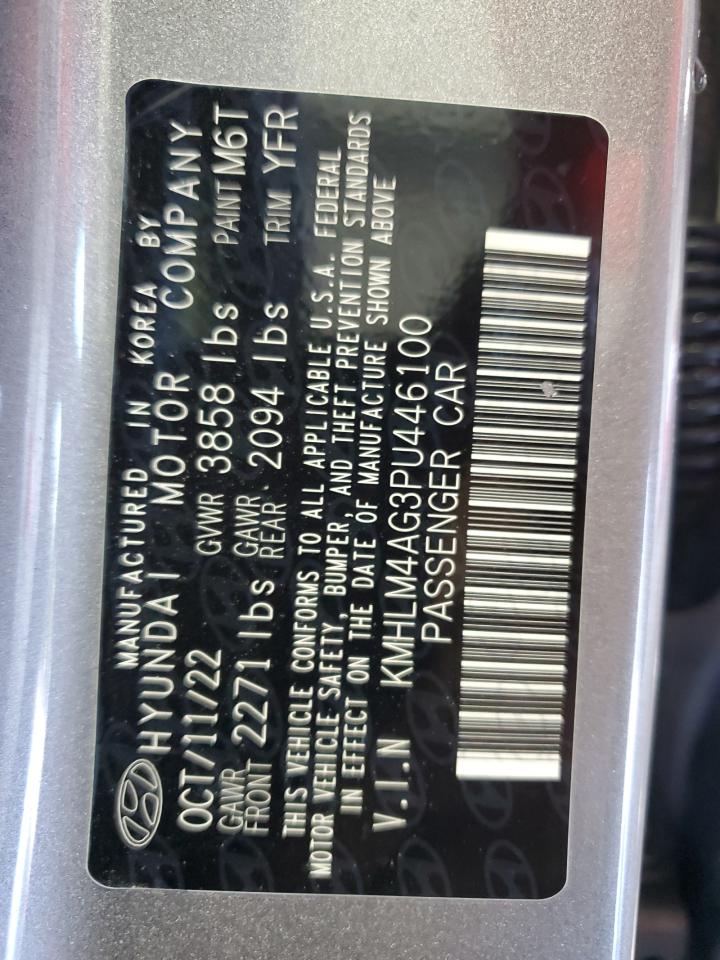 MANUFACTURED IN KOREA BY
HYUNDAI MOTOR COMPANY
OCT/11/22 GVWR 3858 lbs PAINT M6T
GAWR FRONT 2271 lbs GAWR REAR 2094 lbs TRIM YFR
THIS VEHICLE CONFORMS TO ALL APPLICABLE U.S.A. FEDERAL
MOTOR VEHICLE SAFETY, BUMPER, AND THEFT PREVENTION STANDARDS
IN EFFECT ON THE DATE OF MANUFACTURE SHOWN ABOVE
V.I.N KMHLM4AG3PU446100
PASSENGER CAR